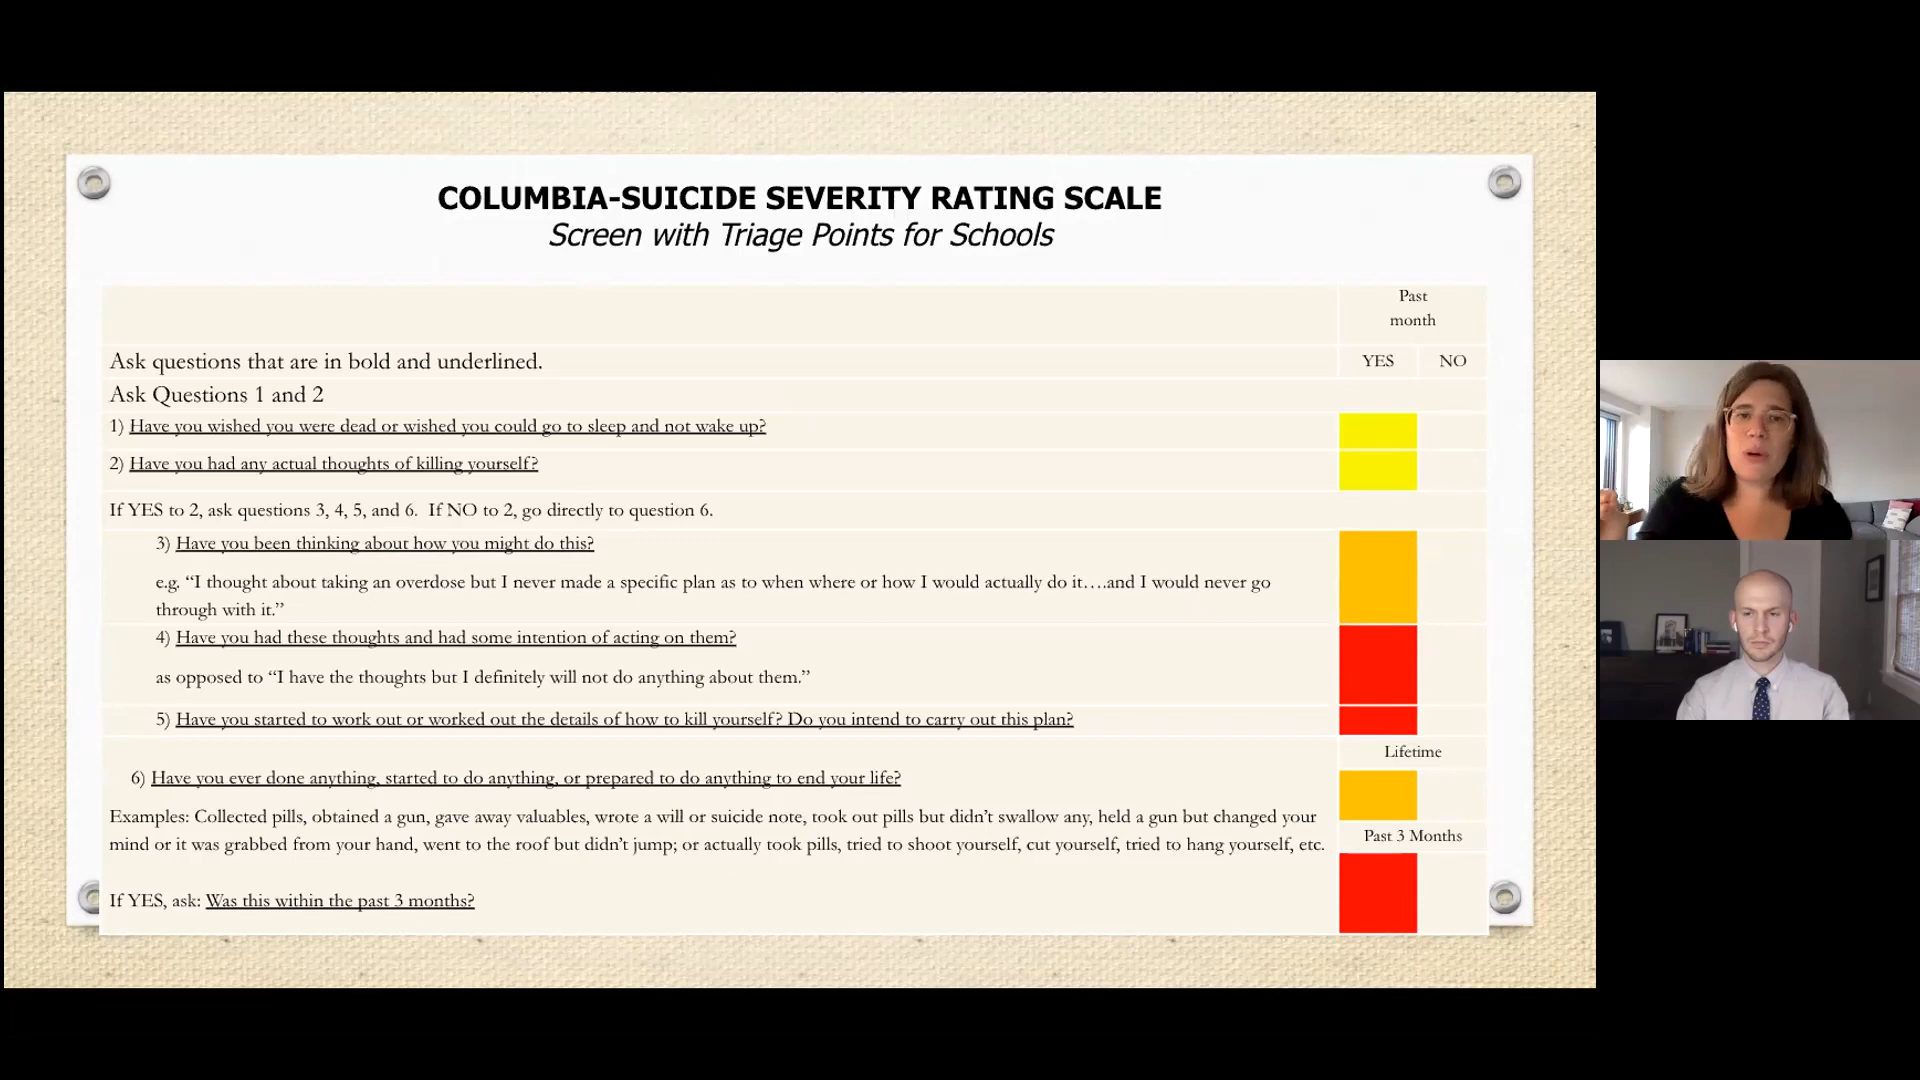 COLUMBIA-SUICIDE SEVERITY RATING SCALE
Screen with Triage Points for Schools
Past
month
Ask questions that are in bold and underlined.
YES
NO
Ask Questions 1 and 2
1) Have you wished you were dead or wished you could go to sleep and not wake up?
2) Have you had any actual thoughts of killing yourself?
If YES to 2, ask questions 3, 4, 5, and 6.  If NO to 2, go directly to question 6.
3) Have you been thinking about how you might do this?
e.g. “I thought about taking an overdose but I never made a specific plan as to when where or how I would actually do it….and I would never go
through with it.”
4) Have you had these thoughts and had some intention of acting on them?
as opposed to “I have the thoughts but I definitely will not do anything about them.”
5) Have you started to work out or worked out the details of how to kill yourself? Do you intend to carry out this plan?
Lifetime
6) Have you ever done anything, started to do anything, or prepared to do anything to end your life?
Examples: Collected pills, obtained a gun, gave away valuables, wrote a will or suicide note, took out pills but didn’t swallow any, held a gun but changed your
mind or it was grabbed from your hand, went to the roof but didn’t jump; or actually took pills, tried to shoot yourself, cut yourself, tried to hang yourself, etc.
Past 3 Months
If YES, ask: Was this within the past 3 months?